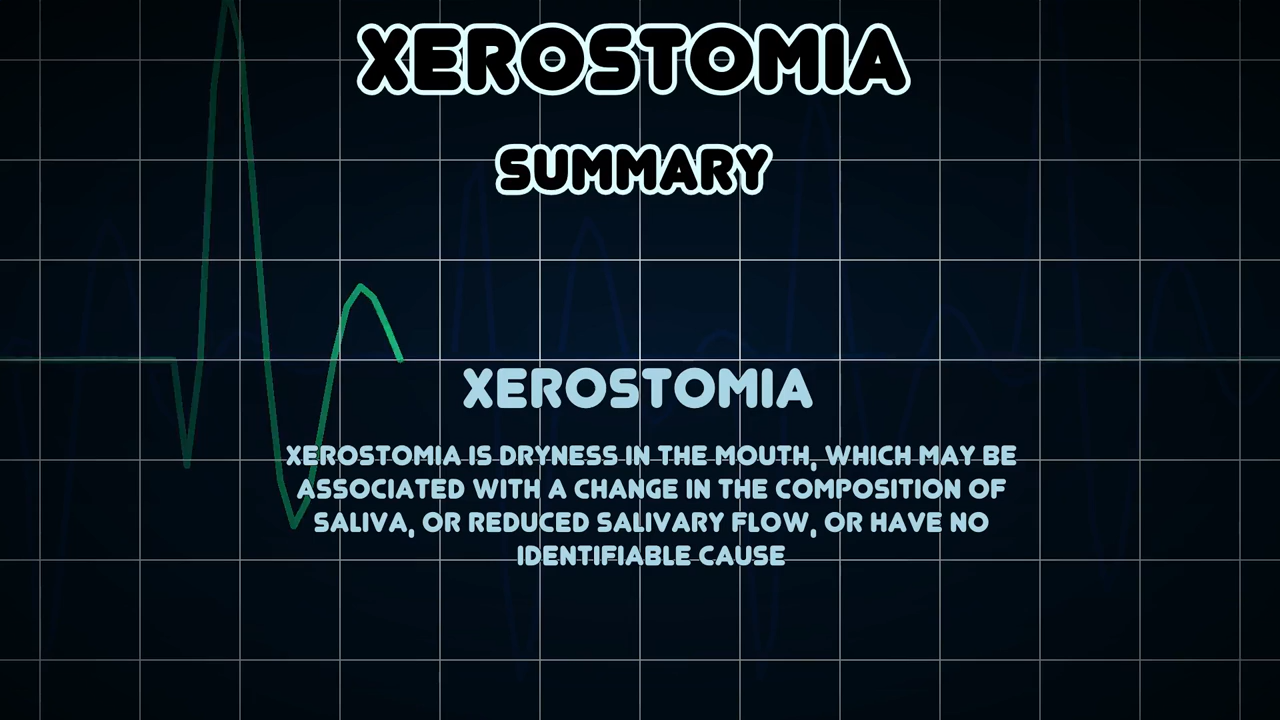 XEROSTOMIA
SUMMARY
XEROSTOMIA
XEROSTOMIA IS DRYNESS IN THE MOUTH, WHICH MAY BE
ASSOCIATED WITH A CHANGE IN THE COMPOSITION OF
SALIVA, OR REDUCED SALIVARY FLOW, OR HAVE NO
IDENTIFIABLE CAUSE